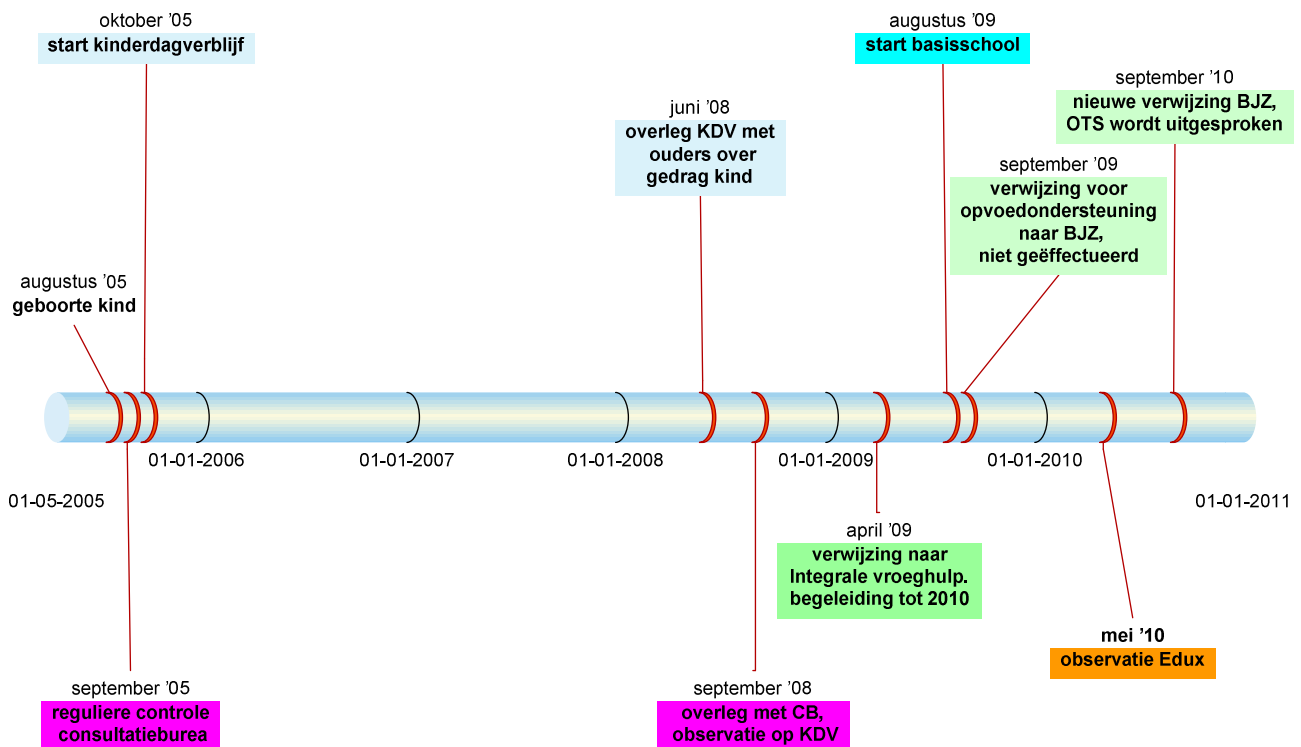 oktober '05
start kinderdagverblijf
augustus '09
start basisschool
september '10
nieuwe verwijzing BJZ,
OTS wordt uitgesproken
juni '08
overleg KDV met
ouders over
gedrag kind
september '09
verwijzing voor
opvoedondersteuning
naar BJZ,
niet geëffectueerd
augustus '05
geboorte kind
01-01-2006
01-01-2007
01-01-2008
01-01-2009
01-01-2010
01-05-2005
01-01-2011
april '09
verwijzing naar
Integrale vroeghulp.
begeleiding tot 2010
mei '10
observatie Edux
september '05
reguliere controle
consultatieburea
september '08
overleg met CB,
observatie op KDV